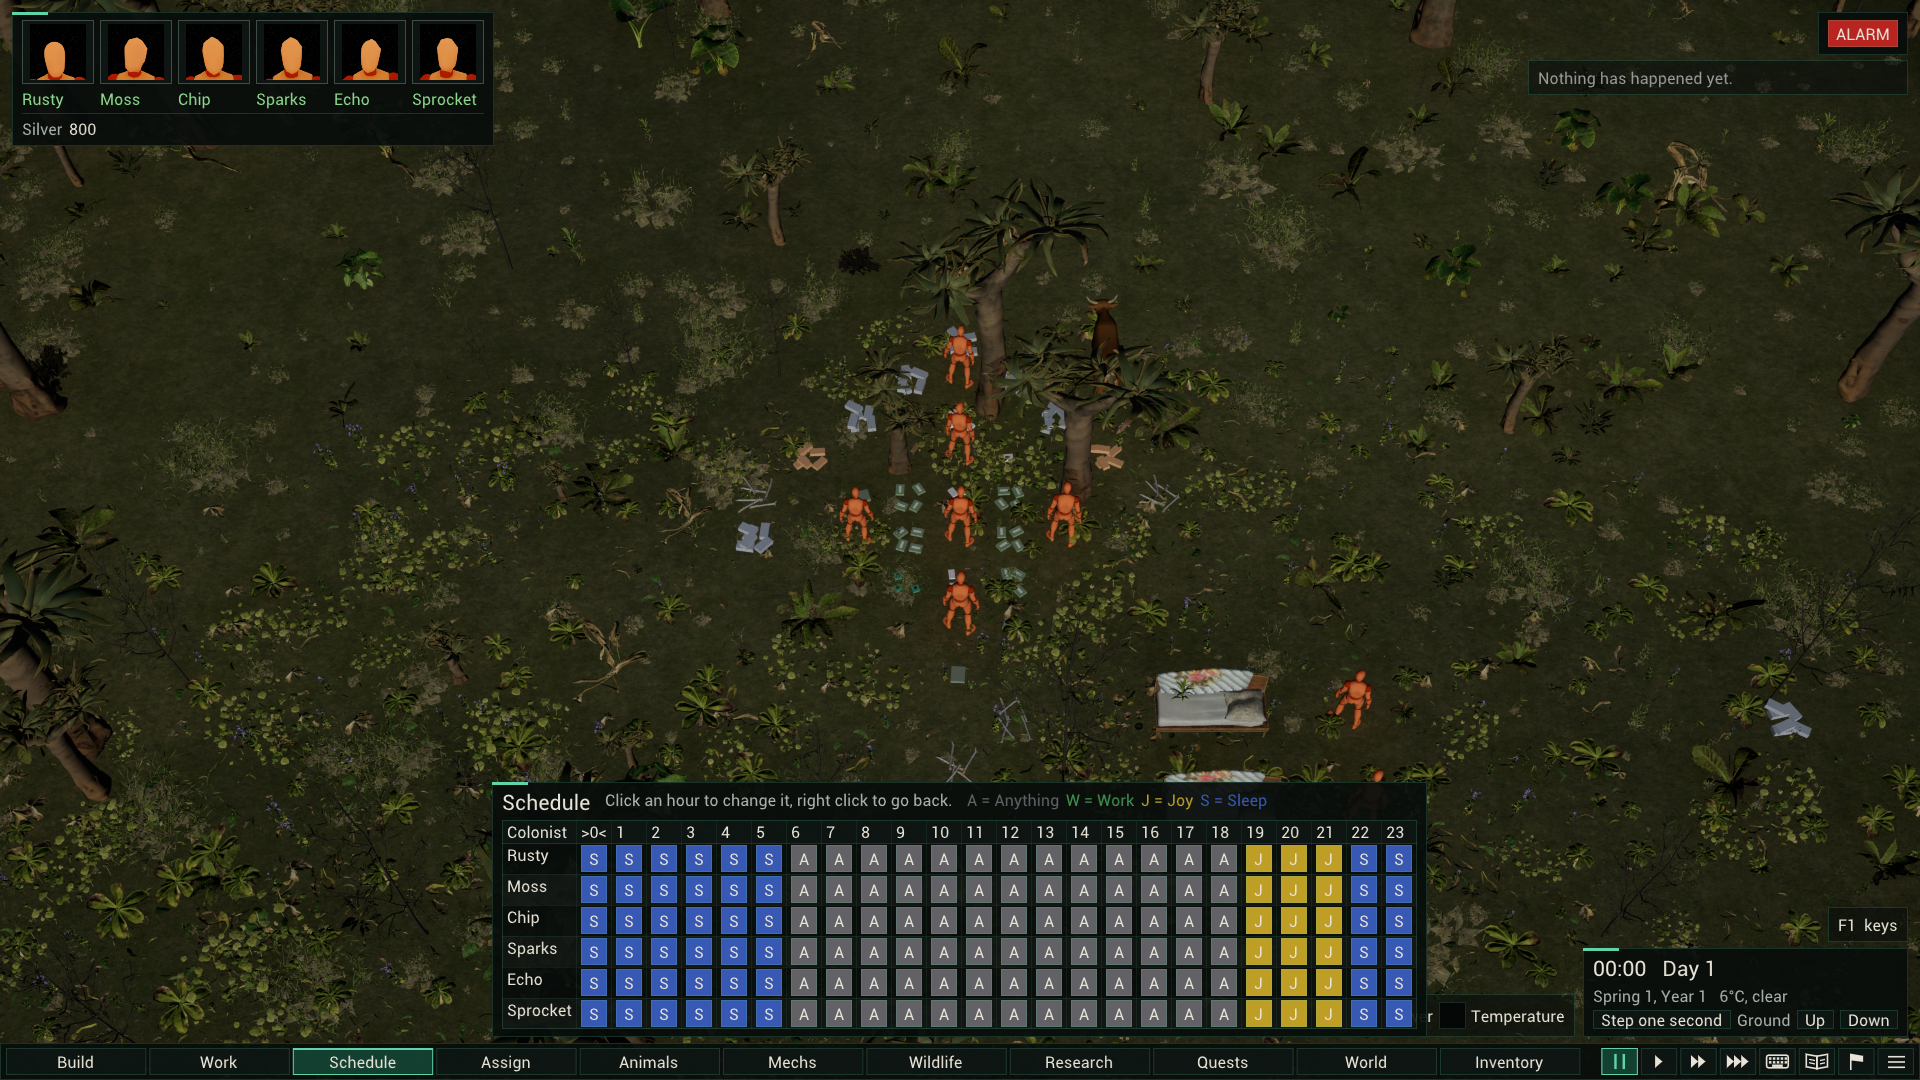 Rusty Moss Chip Sparks Echo Sprocket
Silver 800
ALARM
Nothing has happened yet.
Schedule Click an hour to change it, right click to go back. A = Anything W = Work J = Joy S = Sleep
Colonist >0< 1 2 3 4 5 6 7 8 9 10 11 12 13 14 15 16 17 18 19 20 21 22 23
Rusty S S S S S S A A A A A A A A A A A A A J J J S S
Moss S S S S S S A A A A A A A A A A A A A J J J S S
Chip S S S S S S A A A A A A A A A A A A A J J J S S
Sparks S S S S S S A A A A A A A A A A A A A J J J S S
Echo S S S S S S A A A A A A A A A A A A A J J J S S
Sprocket S S S S S S A A A A A A A A A A A A A J J J S S
Temperature
F1 keys
00:00 Day 1
Spring 1, Year 1 6°C, clear
Step one second Ground Up Down
Build Work Schedule Assign Animals Mechs Wildlife Research Quests World Inventory